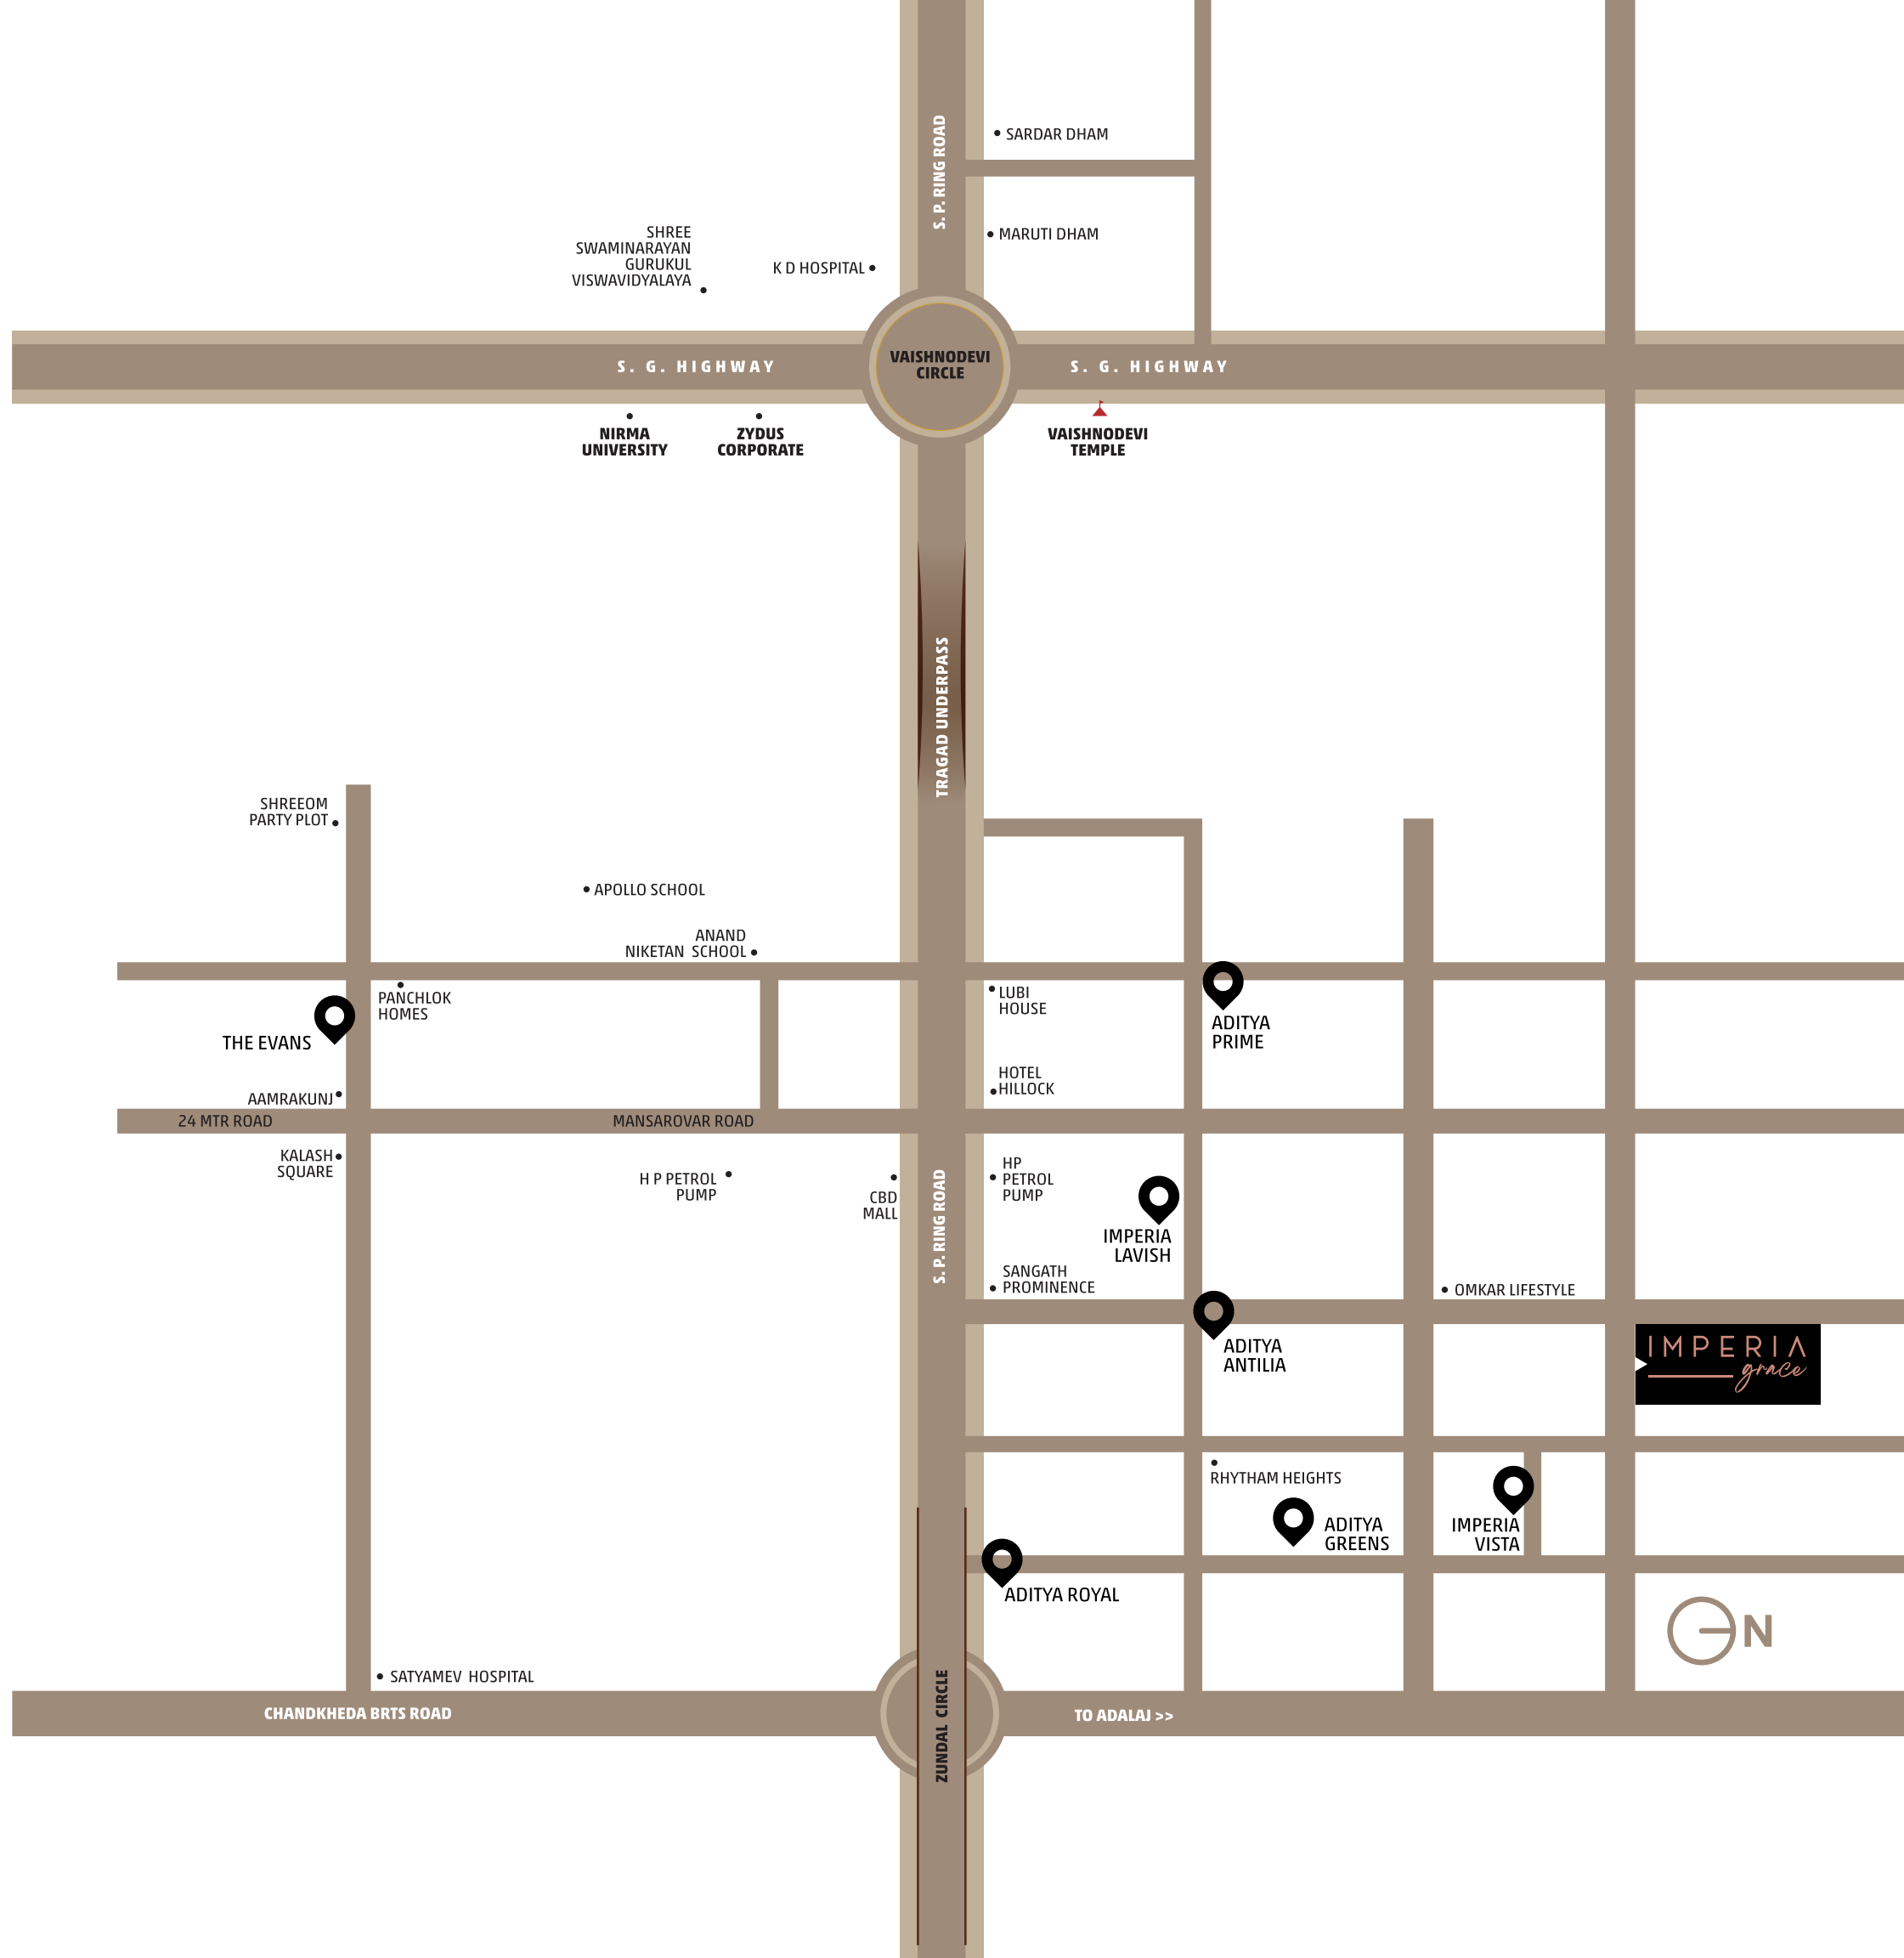 S. P. RING ROAD
SARDAR DHAM
MARUTI DHAM
SHREE
SWAMINARAYAN
GURUKUL
VISWAVIDYALAYA
K D HOSPITAL
S. G. HIGHWAY
VAISHNODEVI
CIRCLE
S. G. HIGHWAY
NIRMA
UNIVERSITY
ZYDUS
CORPORATE
VAISHNODEVI
TEMPLE
TRAGAD UNDERPASS
SHREEOM
PARTY PLOT
APOLLO SCHOOL
ANAND
NIKETAN SCHOOL
PANCHLOK
HOMES
THE EVANS
LUBI
HOUSE
ADITYA
PRIME
HOTEL
HILLOCK
AAMRAKUNJ
24 MTR ROAD
MANSAROVAR ROAD
KALASH
SQUARE
H P PETROL
PUMP
CBD
MALL
S. P. RING ROAD
HP
PETROL
PUMP
IMPERIA
LAVISH
SANGATH
PROMINENCE
OMKAR LIFESTYLE
ADITYA
ANTILIA
IMPERIA
grace
RHYTHAM HEIGHTS
ADITYA
GREENS
IMPERIA
VISTA
ADITYA ROYAL
N
SATYAMEV HOSPITAL
CHANDKHEDA BRTS ROAD
ZUNDAL CIRCLE
TO ADALAJ >>